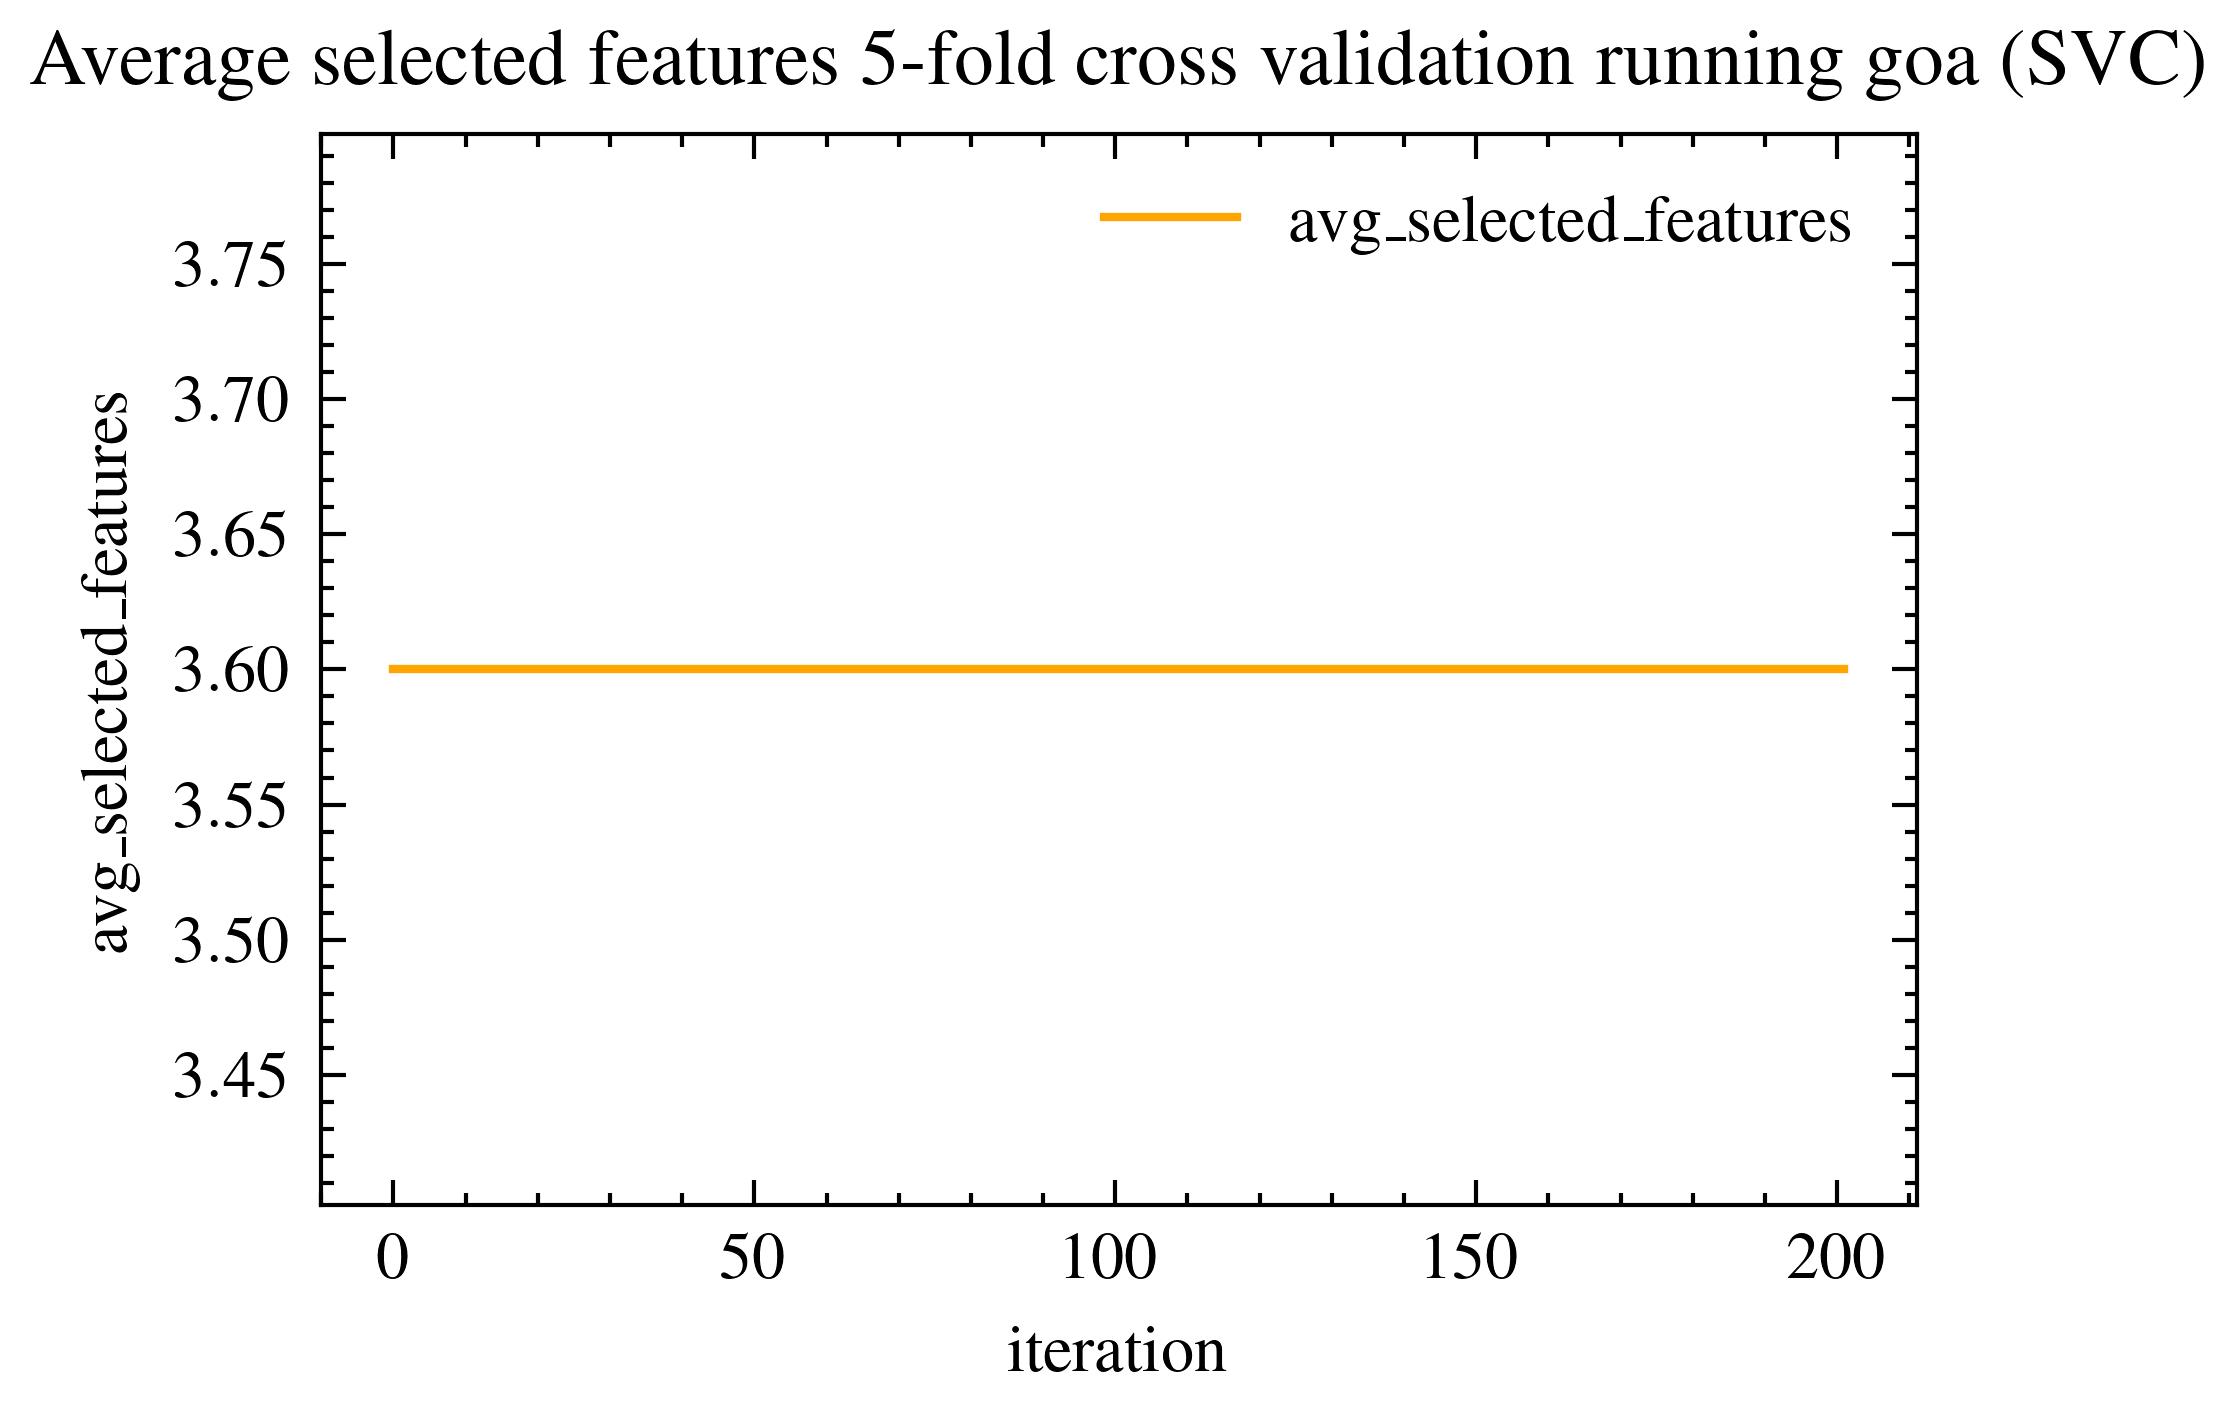 Average selected features 5-fold cross validation running goa (SVC)
avg_selected_features
3.75
3.70
3.65
3.60
3.55
3.50
3.45
avg_selected_features
0 50 100 150 200
iteration